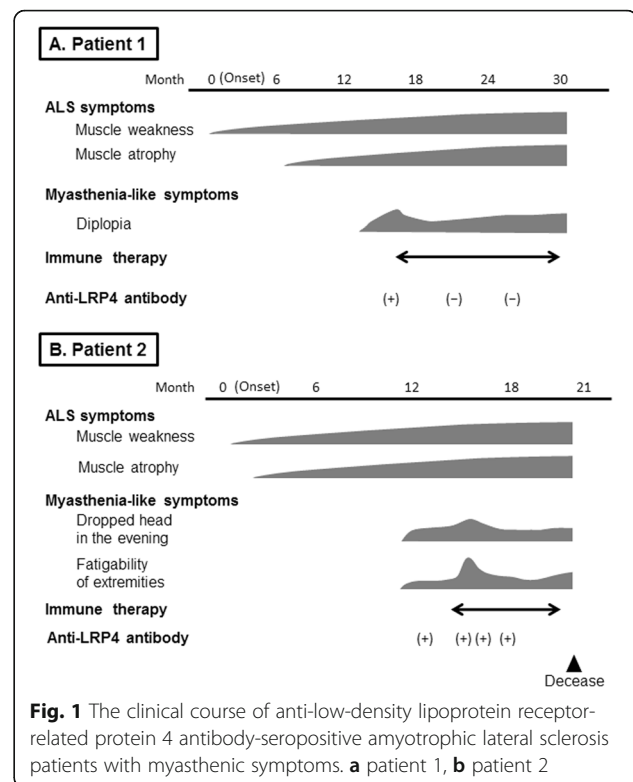 A. Patient 1
Month 0 (Onset) 6 12 18 24 30
ALS symptoms
Muscle weakness
Muscle atrophy
Myasthenia-like symptoms
Diplopia
Immune therapy
Anti-LRP4 antibody (+) (−) (−)
B. Patient 2
Month 0 (Onset) 6 12 18 21
ALS symptoms
Muscle weakness
Muscle atrophy
Myasthenia-like symptoms
Dropped head
in the evening
Fatigability
of extremities
Immune therapy
Anti-LRP4 antibody (+) (+) (+) (+)
Decease
Fig. 1 The clinical course of anti-low-density lipoprotein receptor-
related protein 4 antibody-seropositive amyotrophic lateral sclerosis
patients with myasthenic symptoms. a patient 1, b patient 2